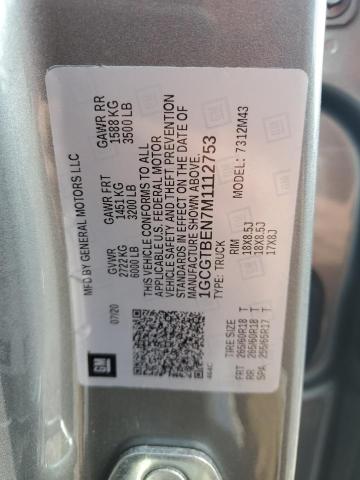 MFD BY GENERAL MOTORS LLC
07/20 GVWR GAWR FRT GAWR RR
2722KG 1451 KG 1588 KG
6000 LB 3200 LB 3500 LB
THIS VEHICLE CONFORMS TO ALL
APPLICABLE U.S. FEDERAL MOTOR
VEHICLE SAFETY AND THEFT PREVENTION
STANDARDS IN EFFECT ON THE DATE OF
1GCGTBEN7M1112753
TYPE: TRUCK MODEL: 7312M43
TIRE SIZE RIM
FRT 265/60R18 T 18X8.5J
RR 265/60R18 T 18X8.5J
SPA 255/65R17 T 17X8J
GM